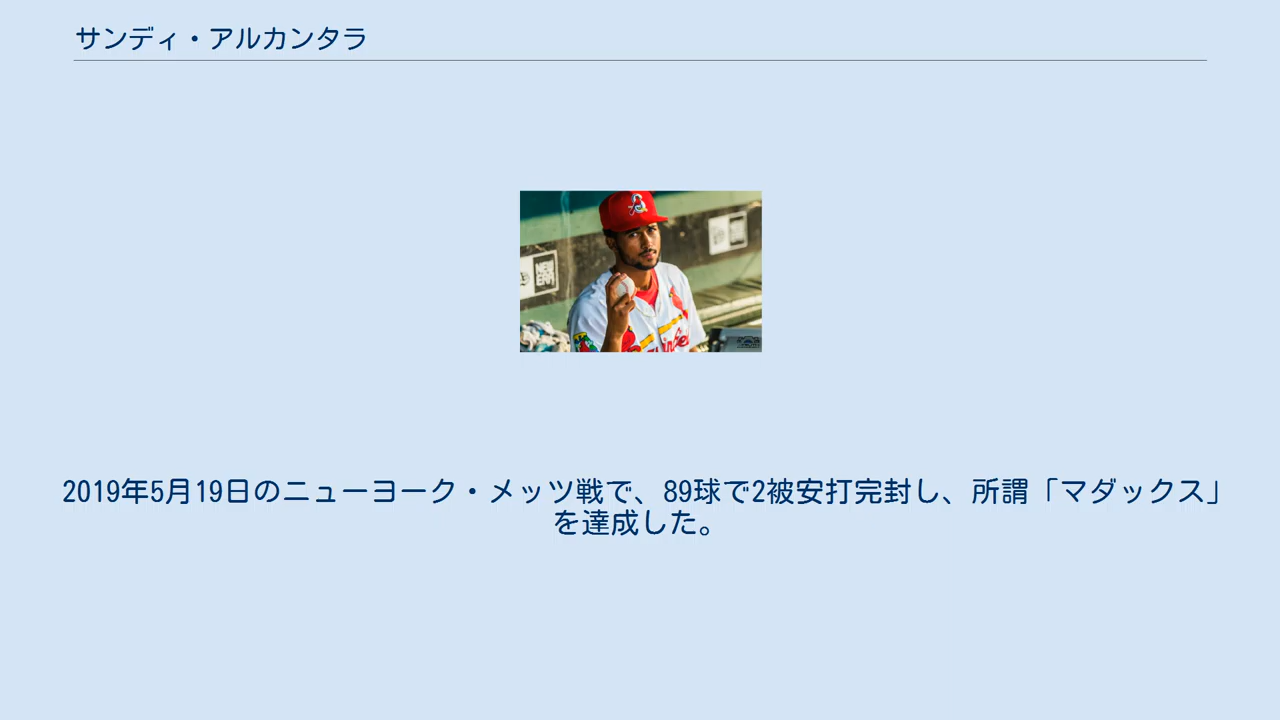 サンディ・アルカンタラ
2019年5月19日のニューヨーク・メッツ戦で、89球で2被安打完封し、所謂「マダックス」
を達成した。